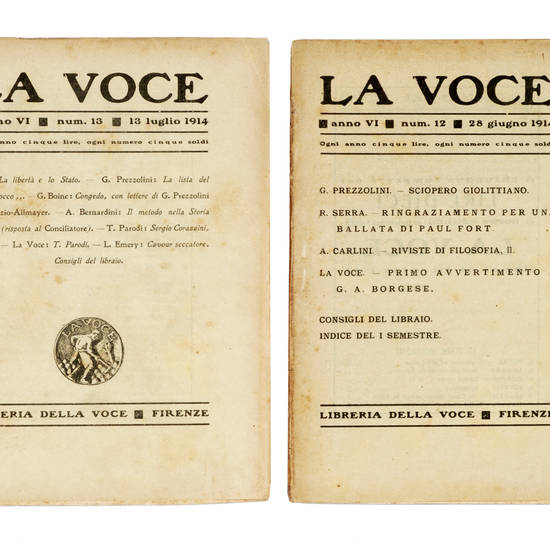 LA VOCE
anno VI num. 13 13 luglio 1914
anno cinque lire, ogni numero cinque soldi
La libertà e lo Stato. — G. Prezzolini: La lista del
G. Boine: Congedo, con lettere di G. Prezzolini
A. Bernardini: Il metodo nella Storia
(risposta al Conciliatore). — T. Parodi: Sergio Corazzini,
— La Voce: T. Parodi. — L. Emery: Cavour seccatore.
Consigli del libraio.
LA VOCE
LIBRERIA DELLA VOCE FIRENZE
LA VOCE
anno VI num. 12 28 giugno 1914
Ogni anno cinque lire, ogni numero cinque soldi
G. PREZZOLINI. — SCIOPERO GIOLITTIANO.
R. SERRA. — RINGRAZIAMENTO PER UNA
BALLATA DI PAUL FORT
A. CARLINI. — RIVISTE DI FILOSOFIA, II.
LA VOCE. — PRIMO AVVERTIMENTO
G. A. BORGESE.
CONSIGLI DEL LIBRAIO.
INDICE DEL I SEMESTRE.
LIBRERIA DELLA VOCE FIRENZE